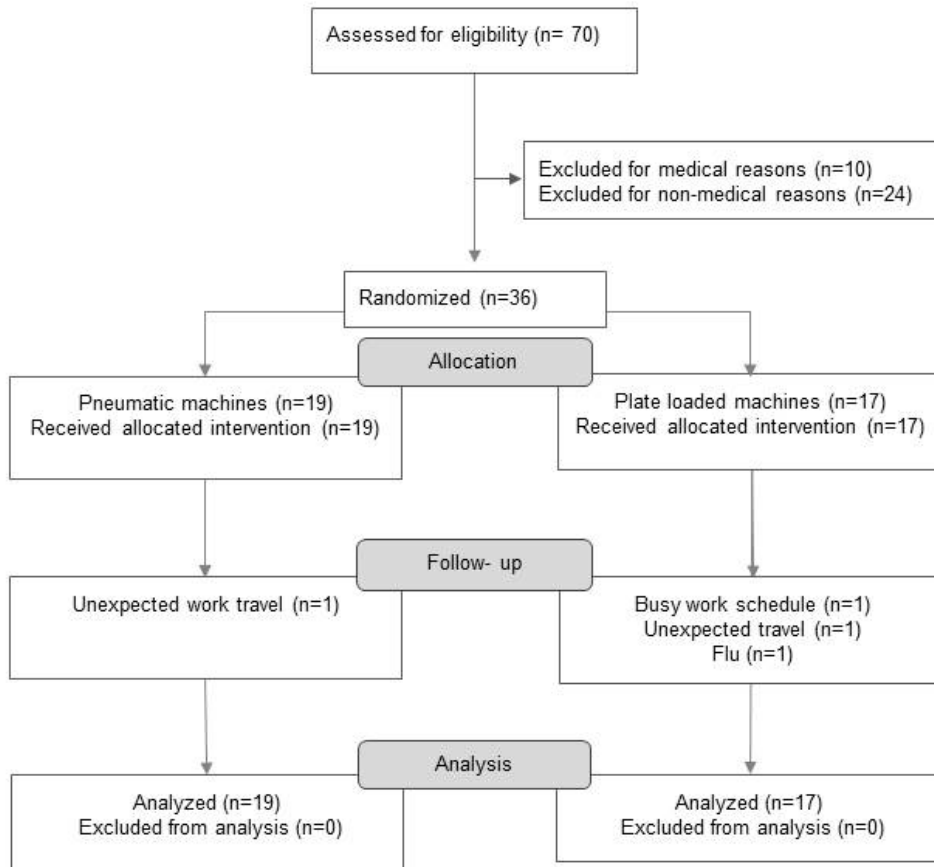 Assessed for eligibility (n= 70)
Excluded for medical reasons (n=10)
Excluded for non-medical reasons (n=24)
Randomized (n=36)
Allocation
Pneumatic machines (n=19)
Received allocated intervention (n=19)
Plate loaded machines (n=17)
Received allocated intervention (n=17)
Follow- up
Unexpected work travel (n=1)
Busy work schedule (n=1)
Unexpected travel (n=1)
Flu (n=1)
Analysis
Analyzed (n=19)
Excluded from analysis (n=0)
Analyzed (n=17)
Excluded from analysis (n=0)